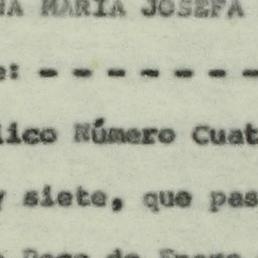 NA MARIA JOSEFA
e: - - - - - - -
lico Número Cuat
y siete, que pas